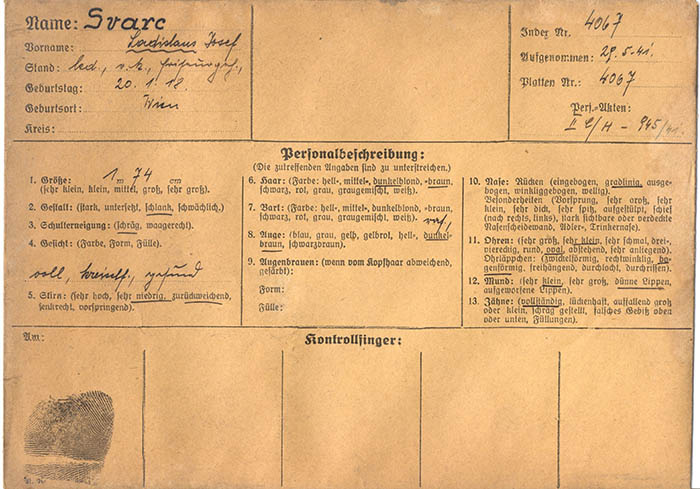 Name: Svarc
Vorname: Ladislaus Josef
Stand: led., r. k., Friseurgeh.,
Geburtstag: 20. 1. 18.
Geburtsort: Wien
Kreis:
Index Nr. 4067
Aufgenommen: 29. 5. 41.
Platten Nr.: 4067
Pers.-Akten:
II C/H - 945/41.
Personalbeschreibung:
(Die zutreffenden Angaben sind zu unterstreichen.)
1. Größe: 1 m 74 cm
(sehr klein, klein, mittel, groß, sehr groß).
2. Gestalt: (stark, untersetzt, schlank, schwächlich.)
3. Schulterneigung: (schräg, waagerecht).
4. Gesicht: (Farbe, Form, Fülle).
voll, kreisf., gesund
5. Stirn: (sehr hoch, sehr niedrig, zurückweichend,
senkrecht, vorspringend).
6. Haar: (Farbe: hell-, mittel-, dunkelblond, -braun,
schwarz, rot, grau, graugemischt, weiß).
7. Bart: (Farbe: hell-, mittel-, dunkelblond, -braun,
schwarz, rot, grau, graugemischt, weiß). ras.
8. Auge: (blau, grau, gelb, gelbrot, hell-, dunkel-
braun, schwarzbraun).
9. Augenbrauen: (wenn vom Kopfhaar abweichend,
gefärbt):
Form:
Fülle:
10. Nase: Rücken (eingebogen, gradlinig, ausge-
bogen, winkliggebogen, wellig).
Besonderheiten (Vorsprung, sehr groß, sehr
klein, sehr dick, sehr spitz, aufgestülpt, schief
(nach rechts, links), stark sichtbare oder verdeckte
Nasenscheidewand, Adler-, Trinkernase).
11. Ohren: (sehr groß, sehr klein, sehr schmal, drei-
viereckig, rund, oval, abstehend, sehr anliegend).
Ohrläppchen: (zwickelförmig, rechtwinklig, bo-
genförmig, freihängend, durchlocht, durchrissen).
12. Mund: (sehr klein, sehr groß, dünne Lippen,
aufgeworfene Lippen).
13. Zähne: (vollständig, lückenhaft, auffallend groß
oder klein, schräg gestellt, falsches Gebiß oben
oder unten, Füllungen).
Am:
Kontrollfinger: